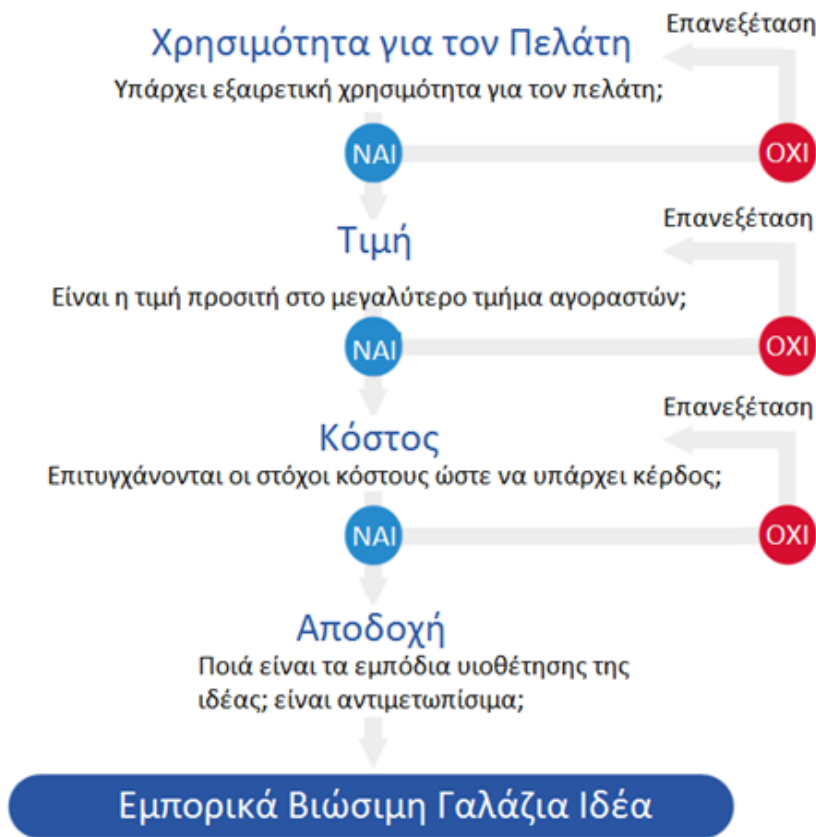 Επανεξέταση
Χρησιμότητα για τον Πελάτη
Υπάρχει εξαιρετική χρησιμότητα για τον πελάτη;
ΝΑΙ
ΟΧΙ
Επανεξέταση
Τιμή
Είναι η τιμή προσιτή στο μεγαλύτερο τμήμα αγοραστών;
ΝΑΙ
ΟΧΙ
Επανεξέταση
Κόστος
Επιτυγχάνονται οι στόχοι κόστους ώστε να υπάρχει κέρδος;
ΝΑΙ
ΟΧΙ
Αποδοχή
Ποιά είναι τα εμπόδια υιοθέτησης της
ιδέας; είναι αντιμετωπίσιμα;
Εμπορικά Βιώσιμη Γαλάζια Ιδέα